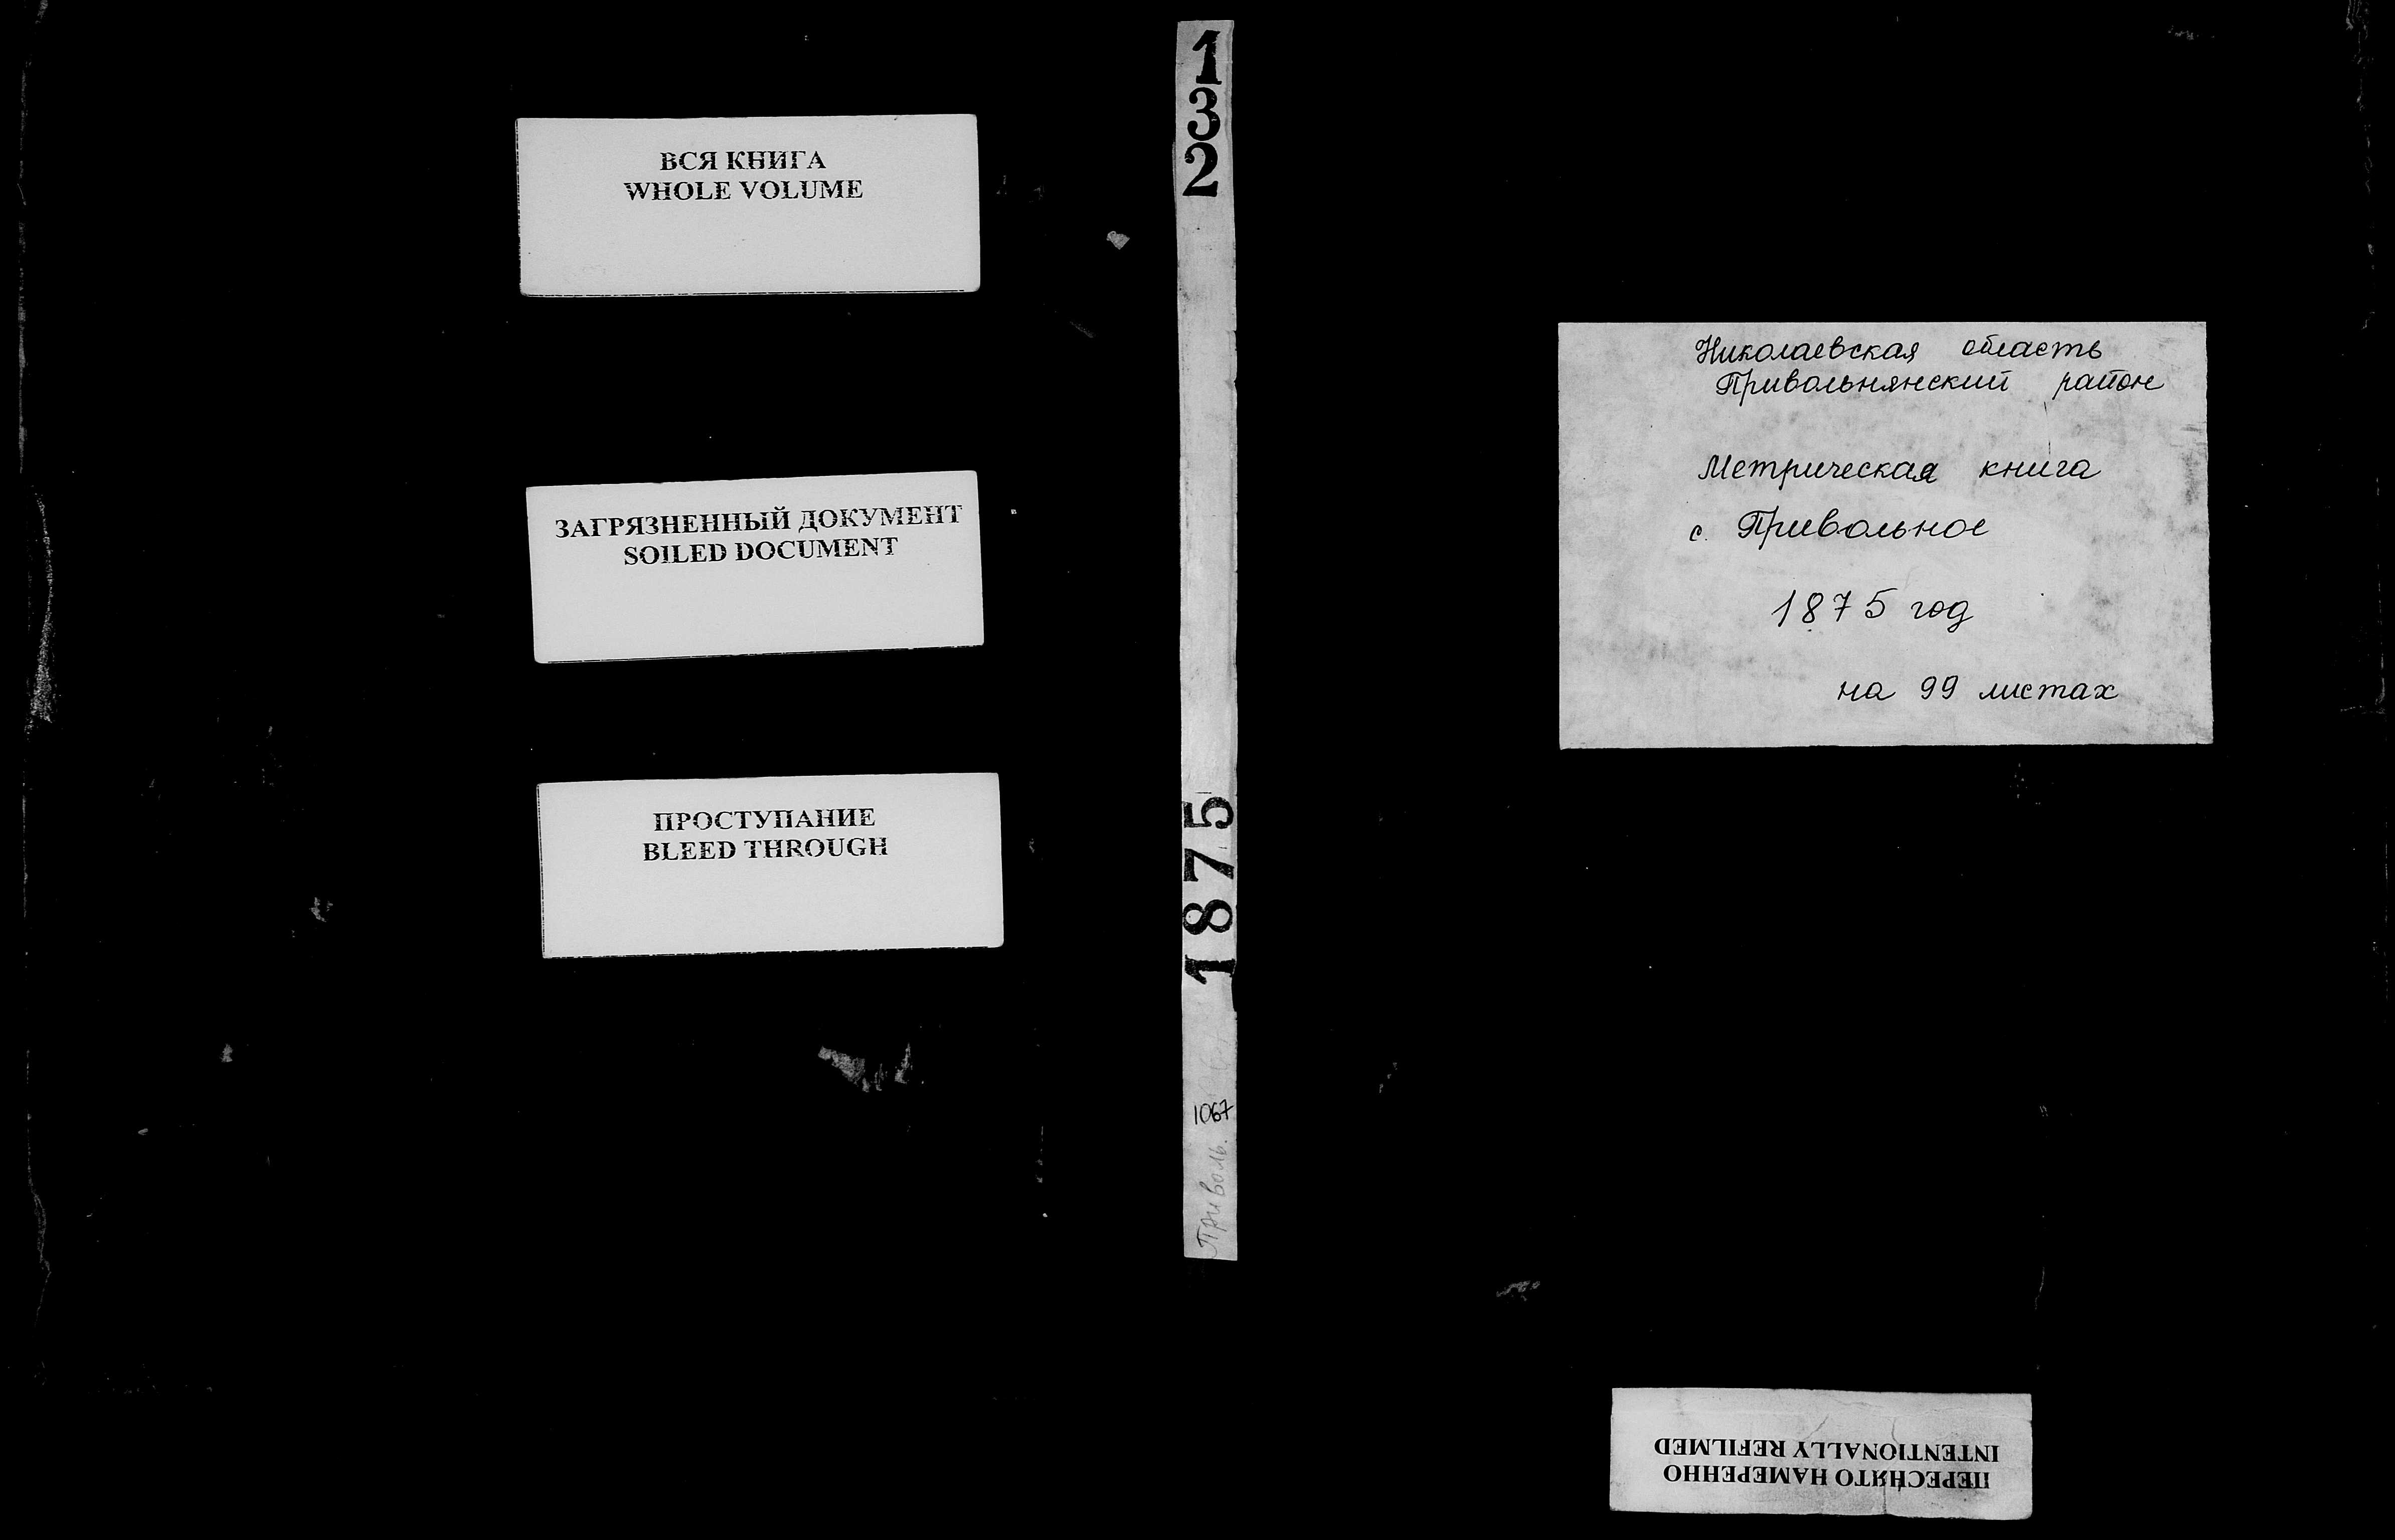 ВСЯ КНИГА
WHOLE VOLUME
ЗАГРЯЗНЕННЫЙ ДОКУМЕНТ
SOILED DOCUMENT
ПРОСТУПАНИЕ
BLEED THROUGH
132
1875
1067
Приволь.
Николаевская область
Привольнянский район
Метрическая книга
с. Привольное
1875 год
на 99 листах
ПЕРЕСНЯТО НАМЕРЕННО
INTENTIONALLY REFILMED